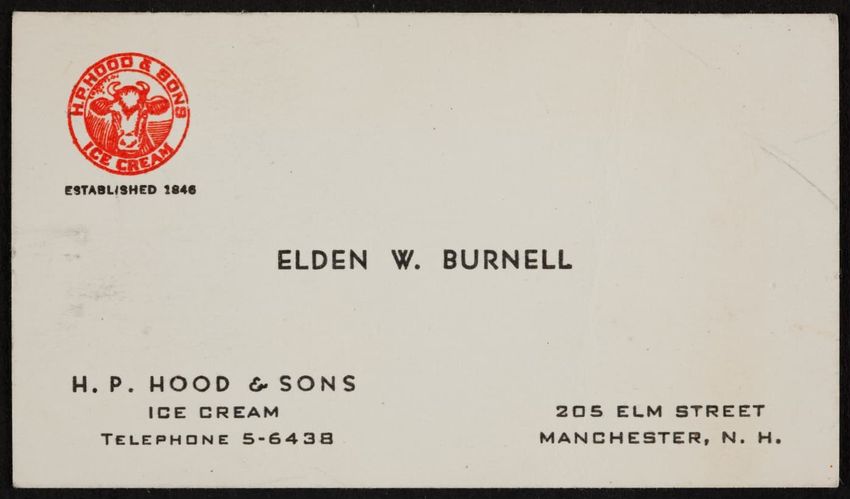 H.P. HOOD & SONS
ICE CREAM
ESTABLISHED 1846
ELDEN W. BURNELL
H. P. HOOD & SONS
ICE CREAM
TELEPHONE 5-6438
205 ELM STREET
MANCHESTER, N. H.